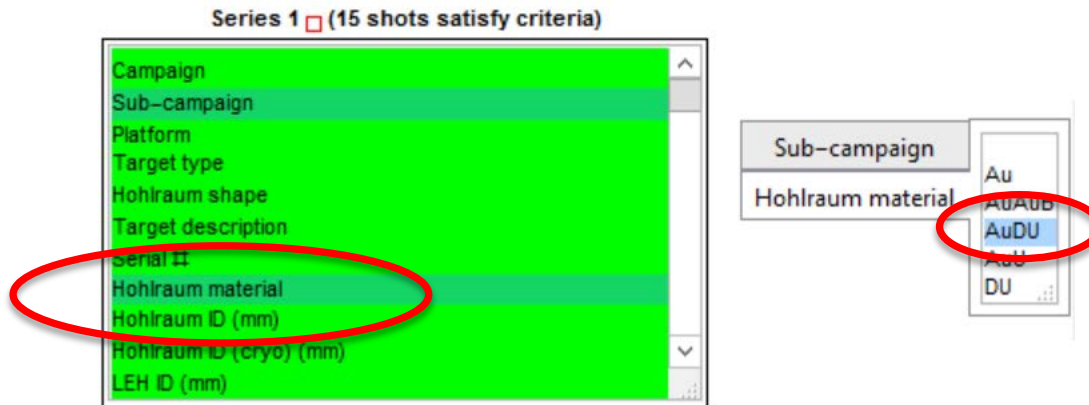 Series 1 (15 shots satisfy criteria)
Campaign
Sub-campaign
Platform
Target type
Hohlraum shape
Target description
Serial #
Hohlraum material
Hohlraum ID (mm)
Hohlraum ID (cryo) (mm)
LEH ID (mm)
Sub-campaign
Hohlraum material
Au
AuAuB
AuDU
AuU
DU